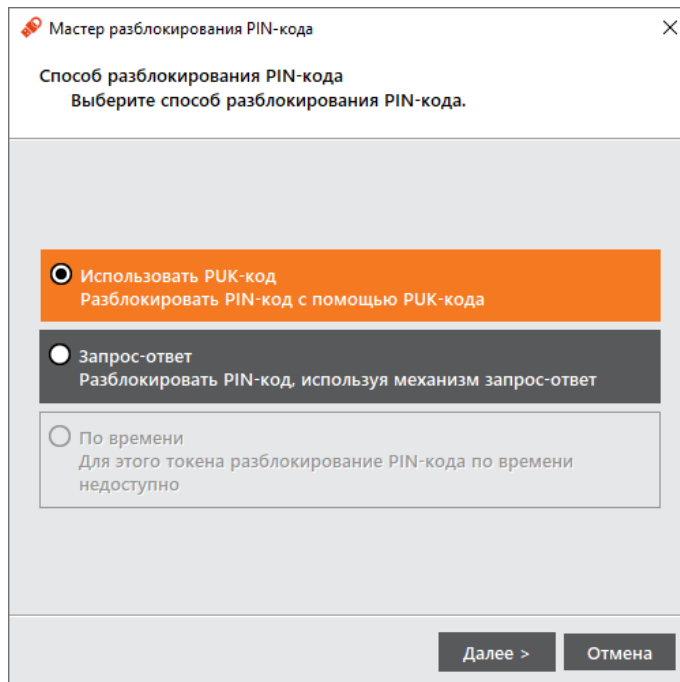 Мастер разблокирования PIN-кода
Способ разблокирования PIN-кода
Выберите способ разблокирования PIN-кода.
Использовать PUK-код
Разблокировать PIN-код с помощью PUK-кода
Запрос-ответ
Разблокировать PIN-код, используя механизм запрос-ответ
По времени
Для этого токена разблокирование PIN-кода по времени
недоступно
Далее >
Отмена